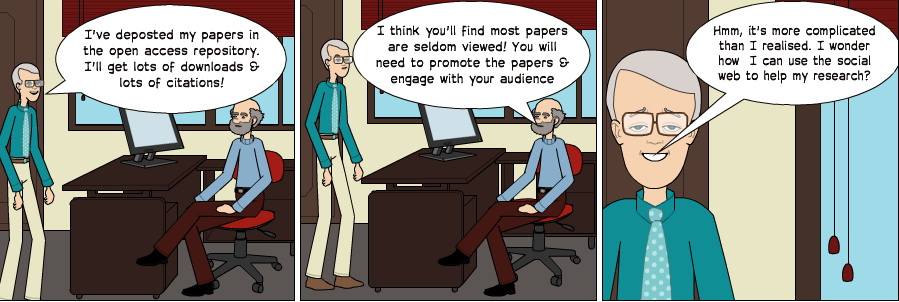 I've deposted my papers in
the open access repository.
I'll get lots of downloads &
lots of citations!
I think you'll find most papers
are seldom viewed! You will
need to promote the papers &
engage with your audience
Hmm, it's more complicated
than I realised. I wonder
how I can use the social
web to help my research?